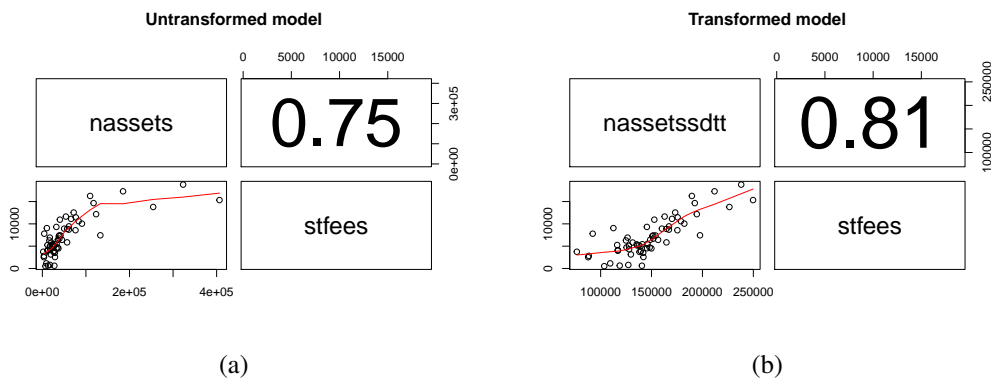 Untransformed model
0 5000 10000 15000
nassets
0.75
0e+00 3e+05
0 10000
stfees
0e+00 2e+05 4e+05
(a)
Transformed model
0 5000 10000 15000
nassetssdtt
0.81
100000 250000
0 10000
stfees
100000 150000 200000 250000
(b)